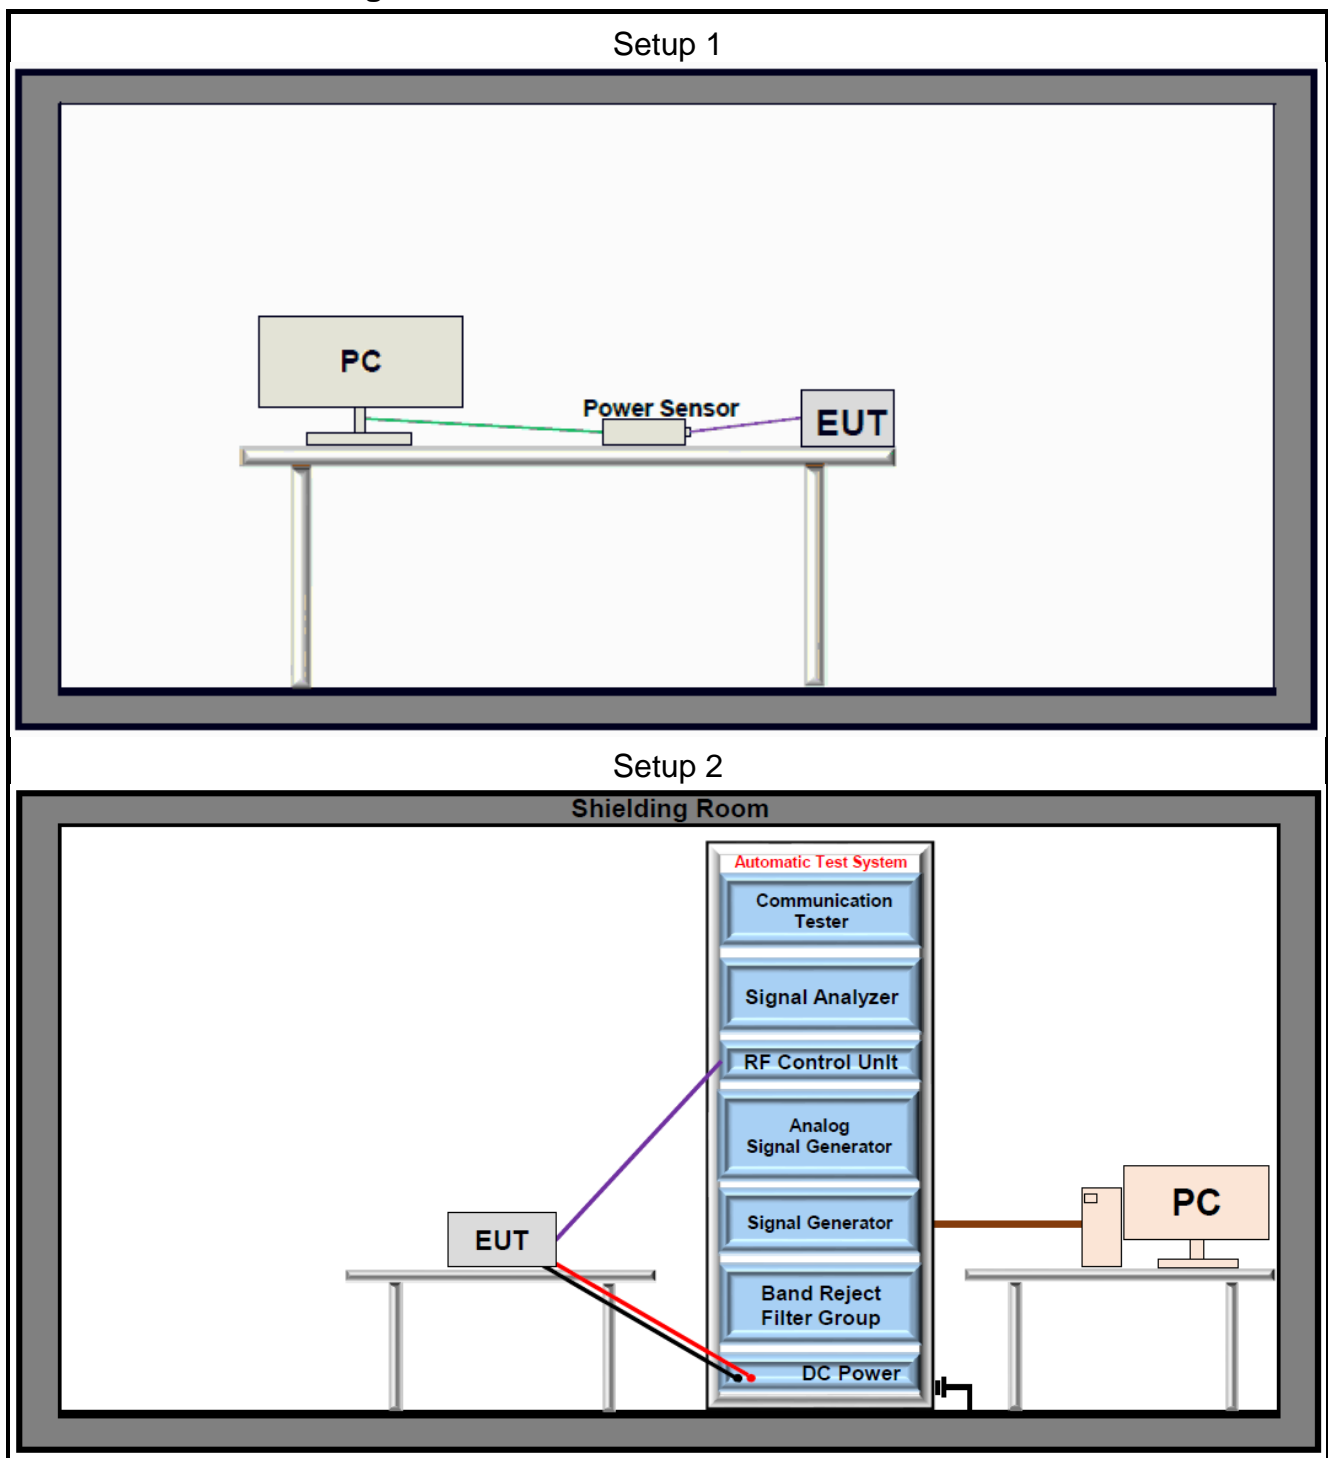 Setup 1
PC
Power Sensor
EUT
Setup 2
Shielding Room
Automatic Test System
Communication
Tester
Signal Analyzer
RF Control UnIt
Analog
Signal Generator
Signal Generator
Band Reject
Filter Group
DC Power
EUT
PC